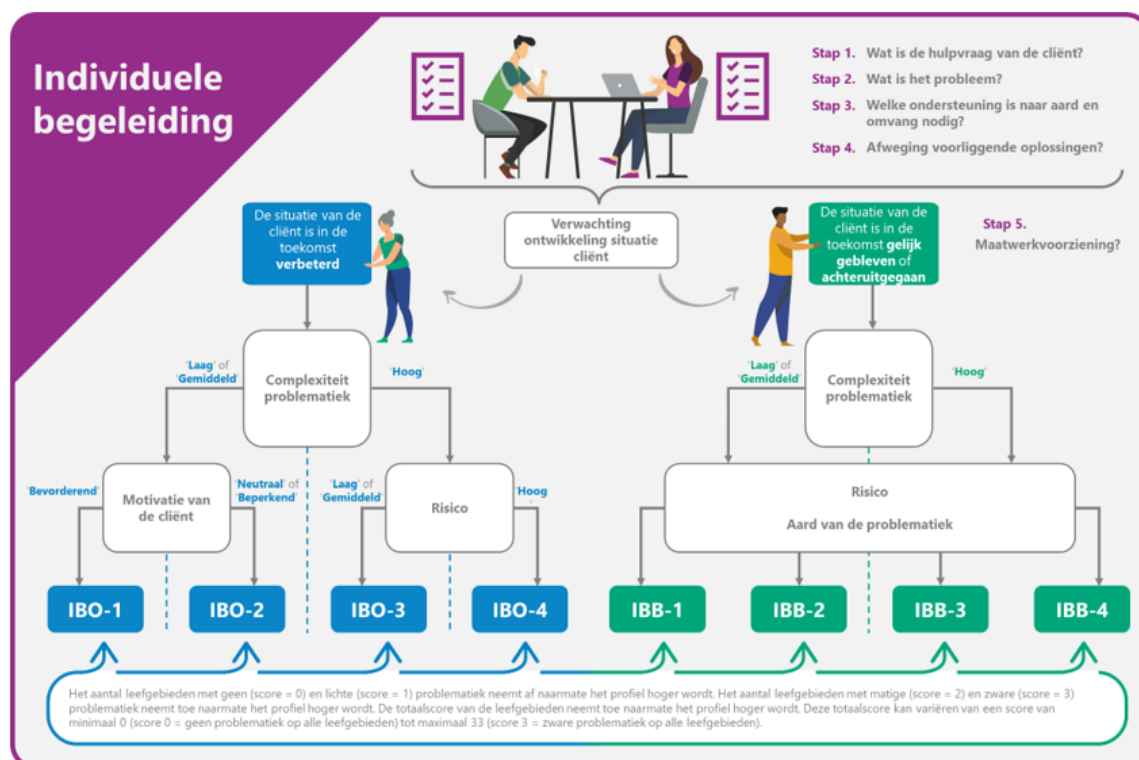 Individuele
begeleiding
Stap 1. Wat is de hulpvraag van de cliënt?
Stap 2. Wat is het probleem?
Stap 3. Welke ondersteuning is naar aard en
omvang nodig?
Stap 4. Afweging voorliggende oplossingen?
De situatie van de
cliënt is in de
toekomst
verbeterd
Verwachting
ontwikkeling situatie
cliënt
De situatie van de
cliënt is in de
toekomst gelijk
gebleven of
achteruitgegaan
Stap 5.
Maatwerkvoorziening?
'Laag' of
'Gemiddeld'
Complexiteit
problematiek
'Hoog'
'Laag' of
'Gemiddeld'
Complexiteit
problematiek
'Hoog'
'Bevorderend'
Motivatie van
de cliënt
'Neutraal' of
'Beperkend'
'Laag' of
'Gemiddeld'
Risico
'Hoog
'
Risico
Aard van de problematiek
IBO-1
IBO-2
IBO-3
IBO-4
IBB-1
IBB-2
IBB-3
IBB-4
Het aantal leefgebieden met geen (score = 0) en lichte (score = 1) problematiek neemt af naarmate het profiel hoger wordt. Het aantal leefgebieden met matige (score = 2) en zware (score = 3)
problematiek neemt toe naarmate het profiel hoger wordt. De totaalscore van de leefgebieden neemt toe naarmate het profiel hoger wordt. Deze totaalscore kan variëren van een score van
minimaal 0 (score 0 = geen problematiek op alle leefgebieden) tot maximaal 33 (score 3 = zware problematiek op alle leefgebieden).